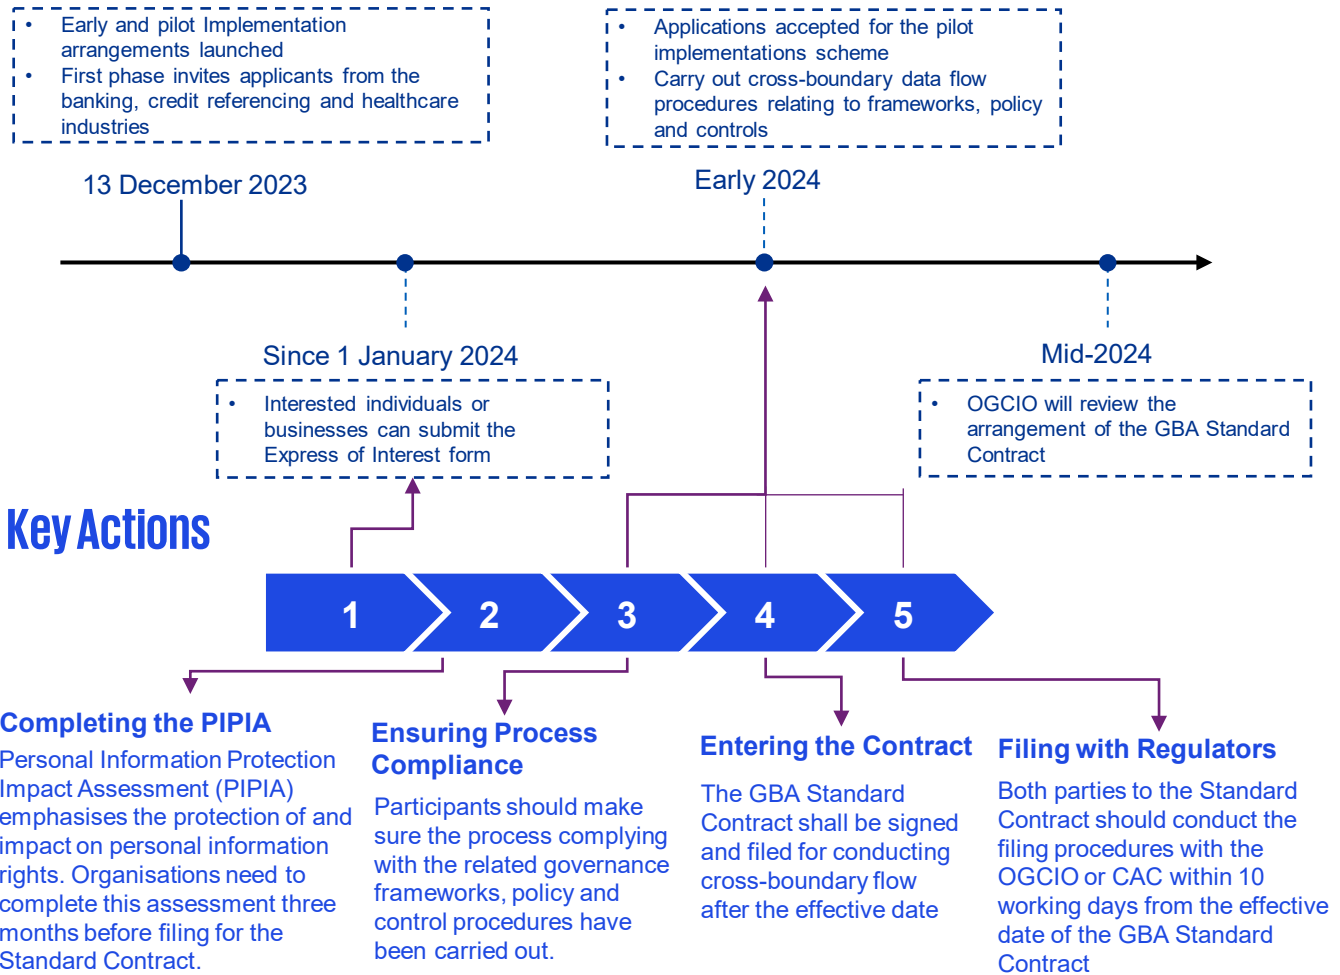 • Early and pilot Implementation
arrangements launched
• First phase invites applicants from the
banking, credit referencing and healthcare
industries
• Applications accepted for the pilot
implementations scheme
• Carry out cross-boundary data flow
procedures relating to frameworks, policy
and controls
13 December 2023
Early 2024
Since 1 January 2024
Mid-2024
• Interested individuals or
businesses can submit the
Express of Interest form
• OGCIO will review the
arrangement of the GBA Standard
Contract
Key Actions
1
2
3
4
5
Completing the PIPIA
Personal Information Protection
Impact Assessment (PIPIA)
emphasises the protection of and
impact on personal information
rights. Organisations need to
complete this assessment three
months before filing for the
Standard Contract.
Ensuring Process
Compliance
Participants should make
sure the process complying
with the related governance
frameworks, policy and
control procedures have
been carried out.
Entering the Contract
The GBA Standard
Contract shall be signed
and filed for conducting
cross-boundary flow
after the effective date
Filing with Regulators
Both parties to the Standard
Contract should conduct the
filing procedures with the
OGCIO or CAC within 10
working days from the effective
date of the GBA Standard
Contract